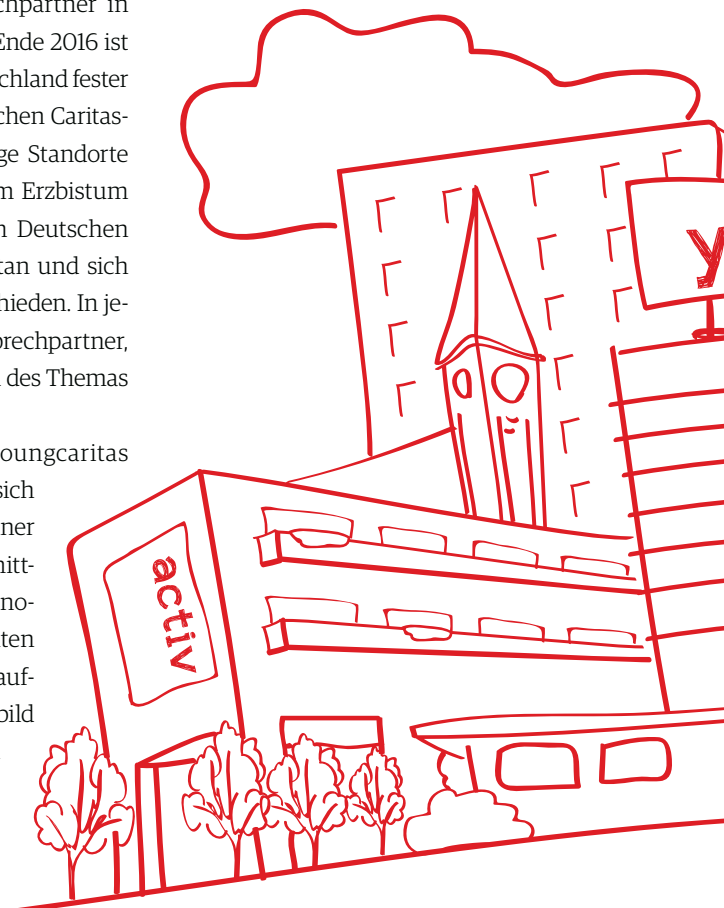 chpartner in
Ende 2016 ist
chland fester
chen Caritas-
ge Standorte
m Erzbistum
n Deutschen
tan und sich
hieden. In je-
prechpartner,
des Themas
oungcaritas
sich
ner
nitt-
no-
ten
auf-
bild
activ
y